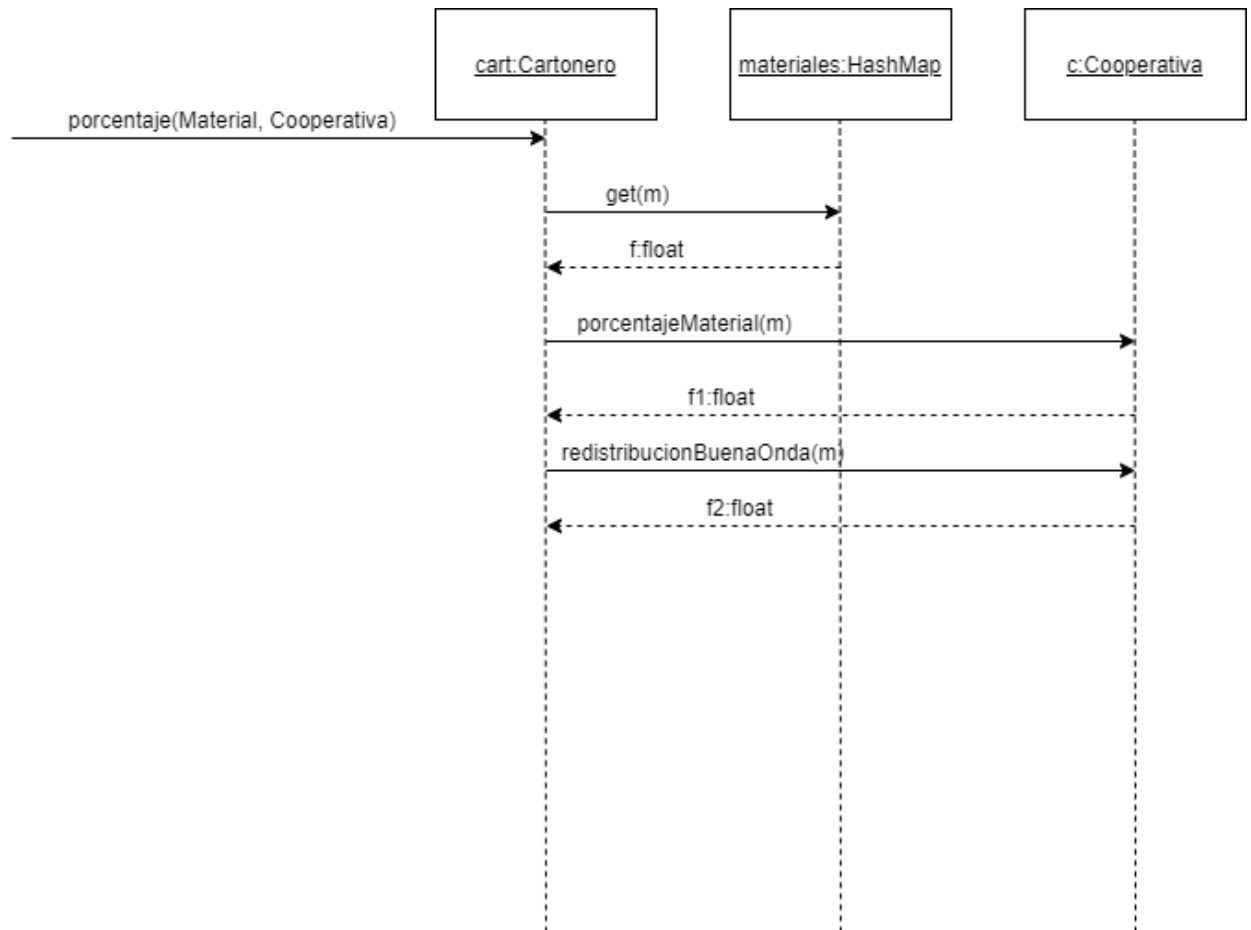 cart:Cartonero
materiales:HashMap
c:Cooperativa
porcentaje(Material, Cooperativa)
get(m)
f:float
porcentajeMaterial(m)
f1:float
redistribucionBuenaOnda(m)
f2:float